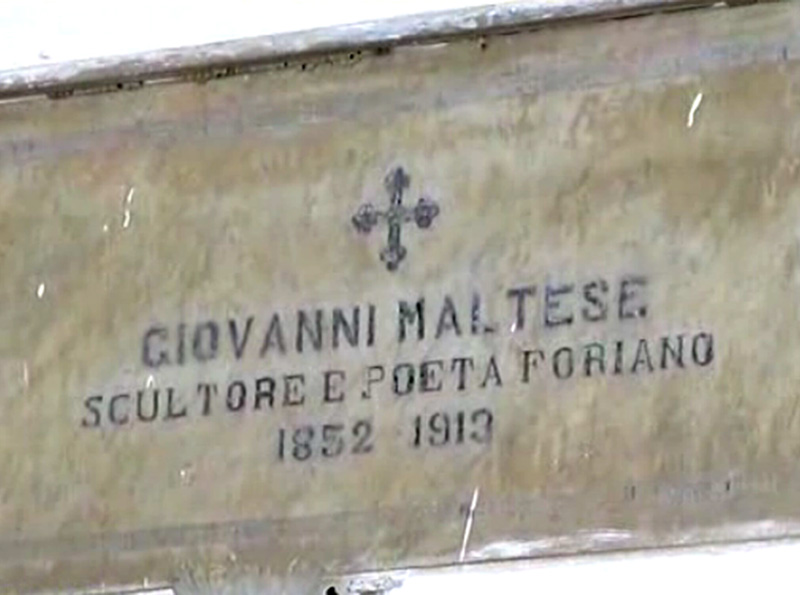 GIOVANNI MALTESE
SCULTORE E POETA FORIANO
1852 1913